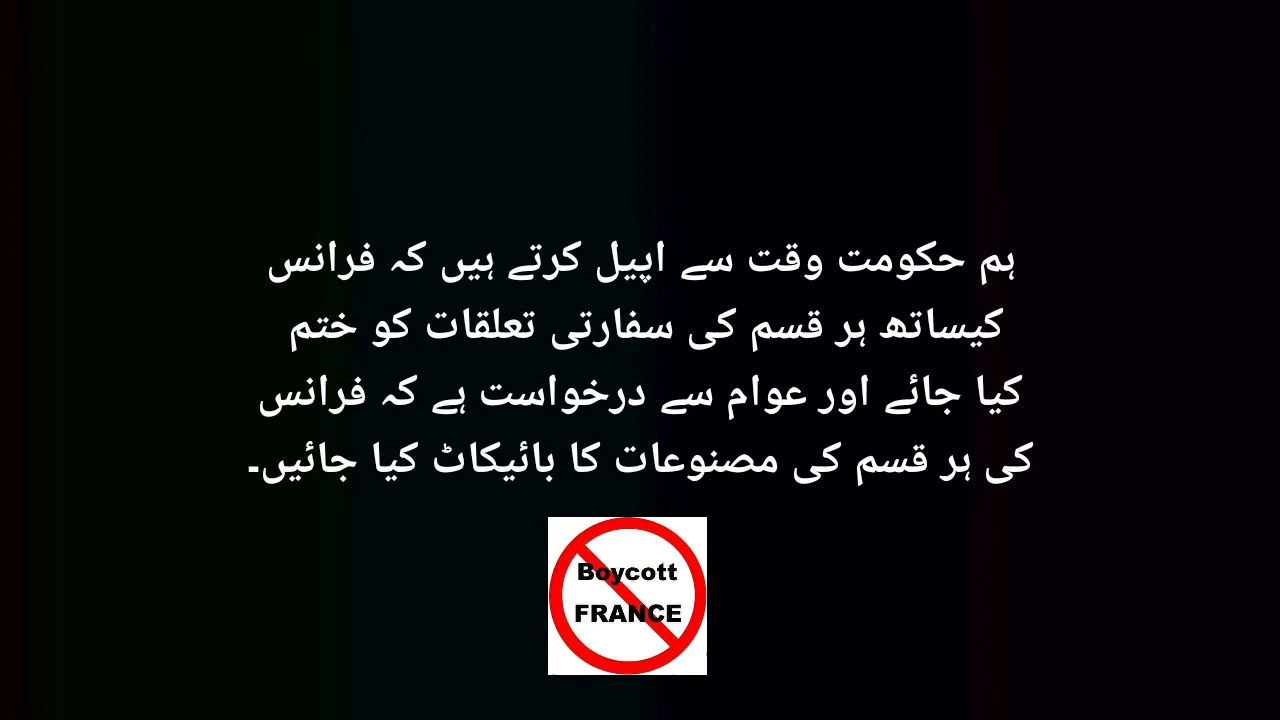 ہم حکومت وقت سے اپیل کرتے ہیں کہ فرانس
کیساتھ ہر قسم کی سفارتی تعلقات کو ختم
کیا جائے اور عوام سے درخواست ہے کہ فرانس
کی ہر قسم کی مصنوعات کا بائیکاٹ کیا جائیں۔
Boycott
FRANCE